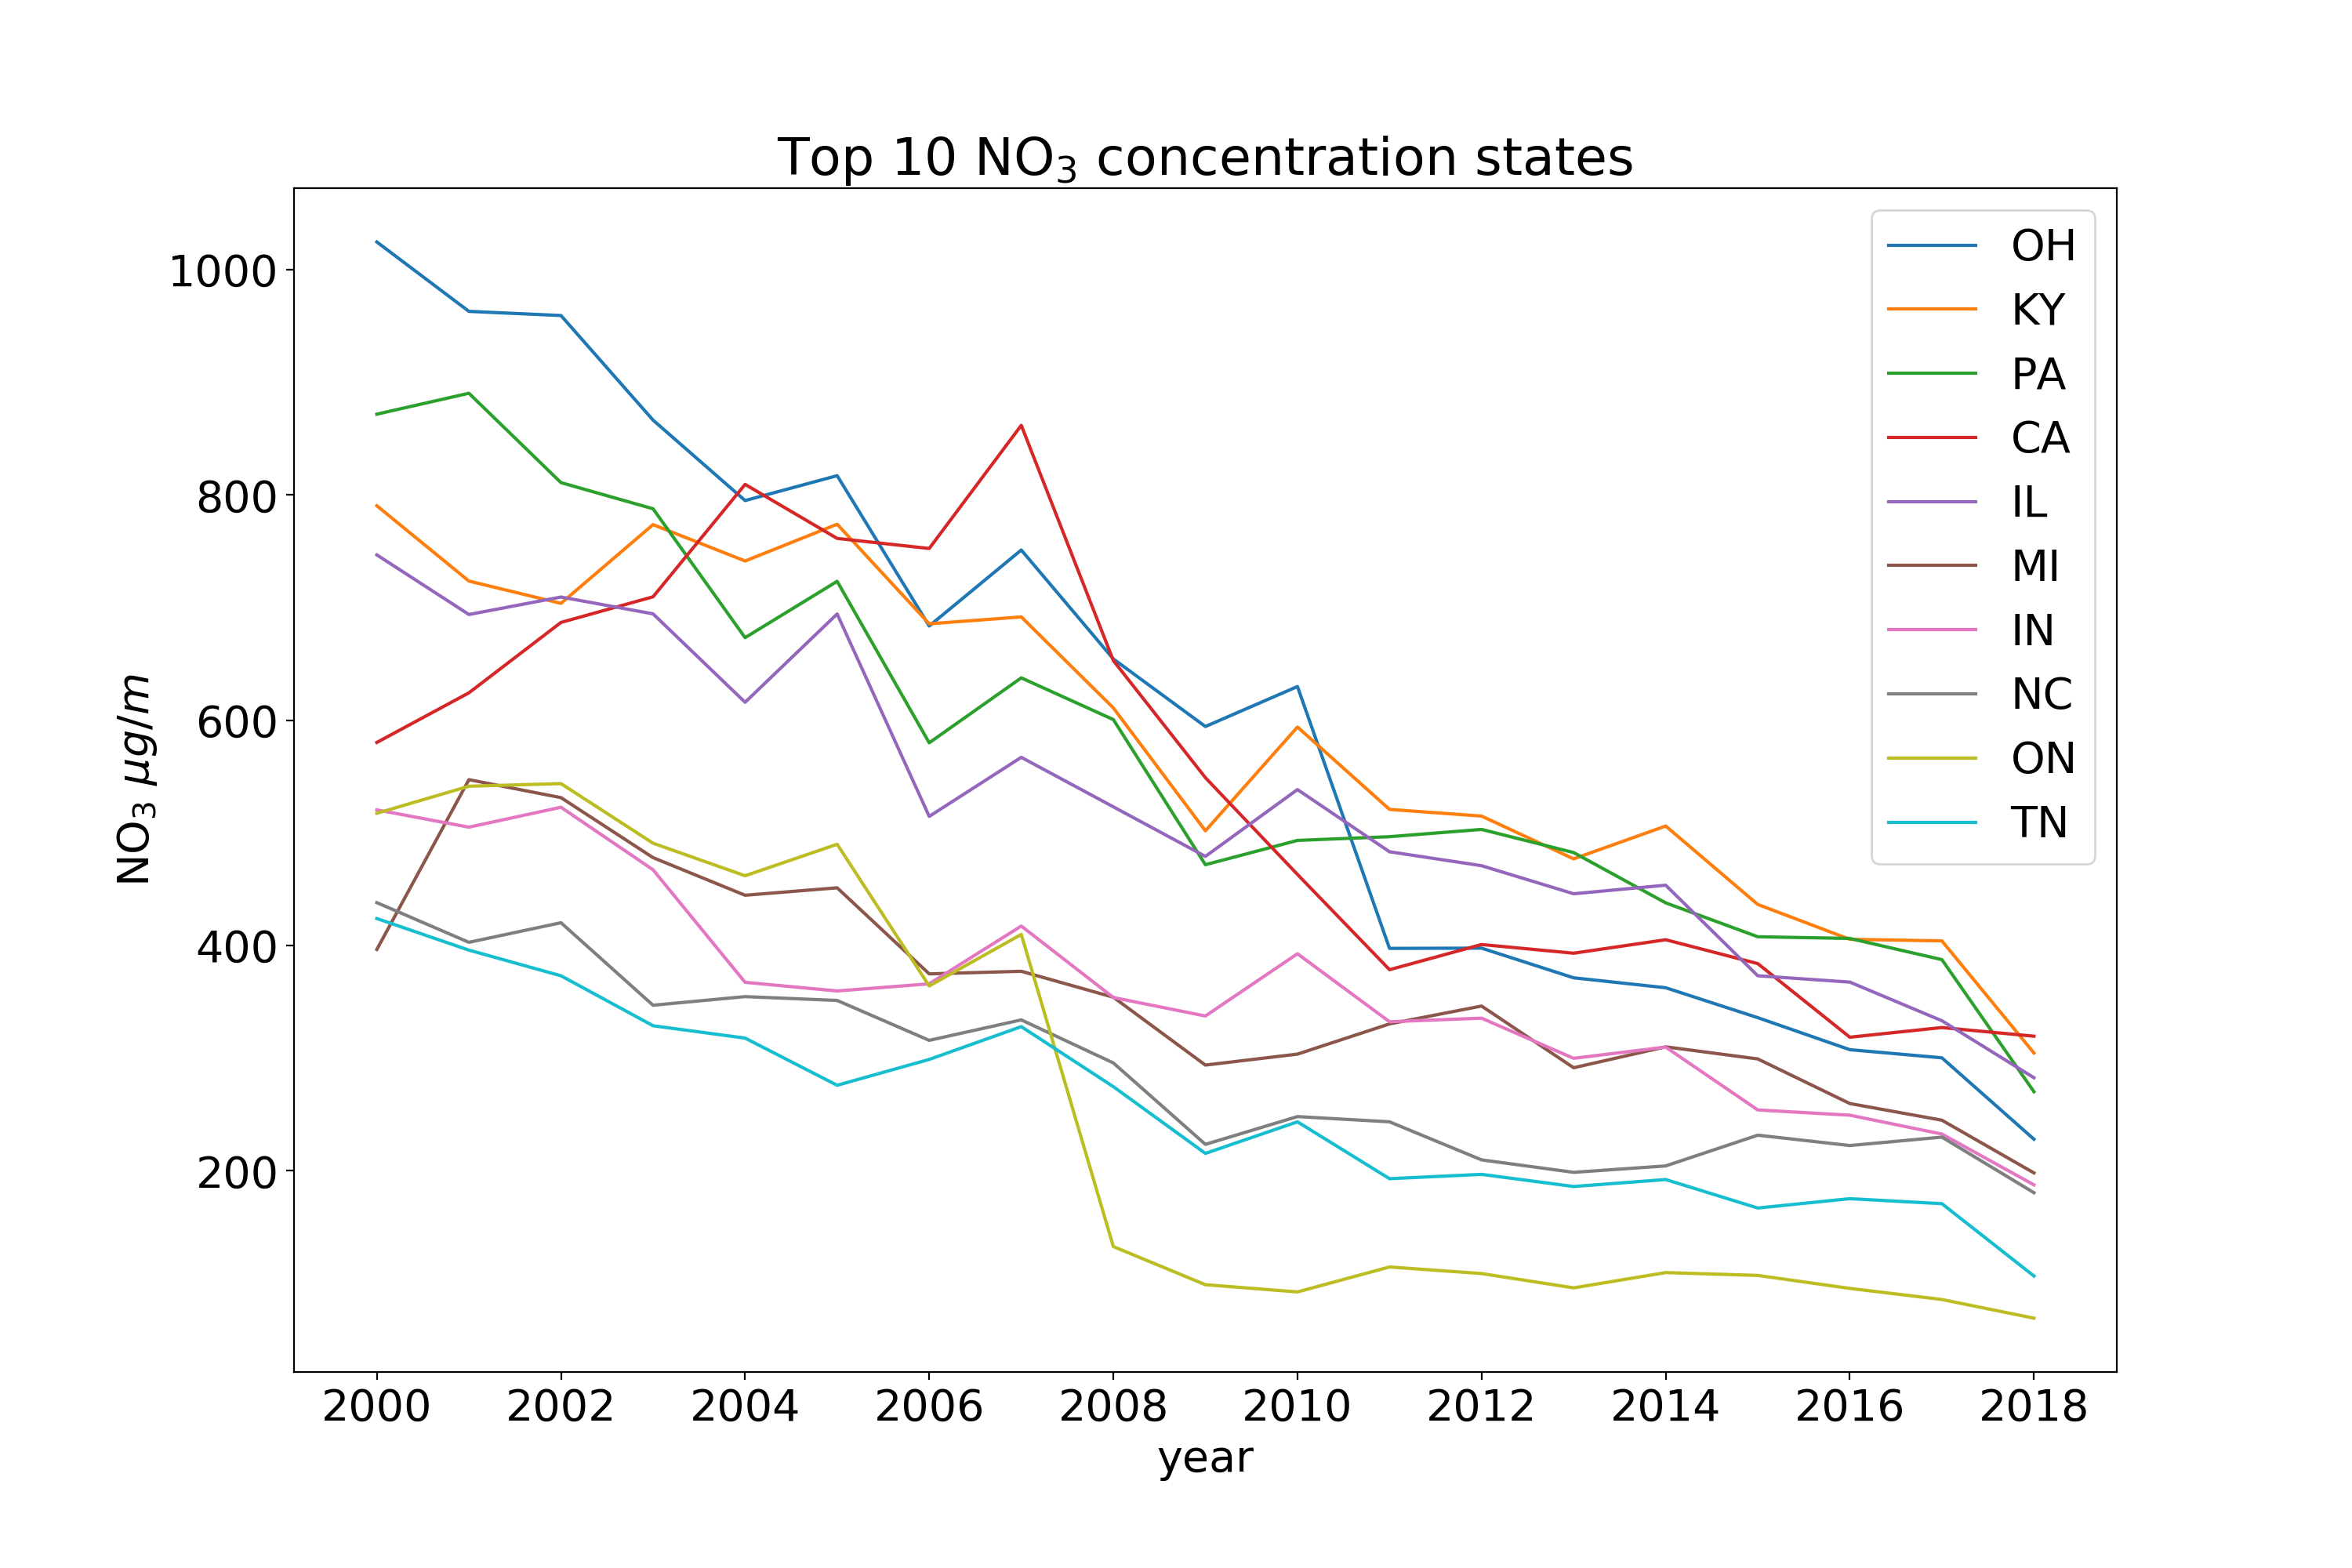 Top 10 NO₃ concentration states
1000
800
600
400
200
NO₃ μg/m
2000 2002 2004 2006 2008 2010 2012 2014 2016 2018
year
OH
KY
PA
CA
IL
MI
IN
NC
ON
TN